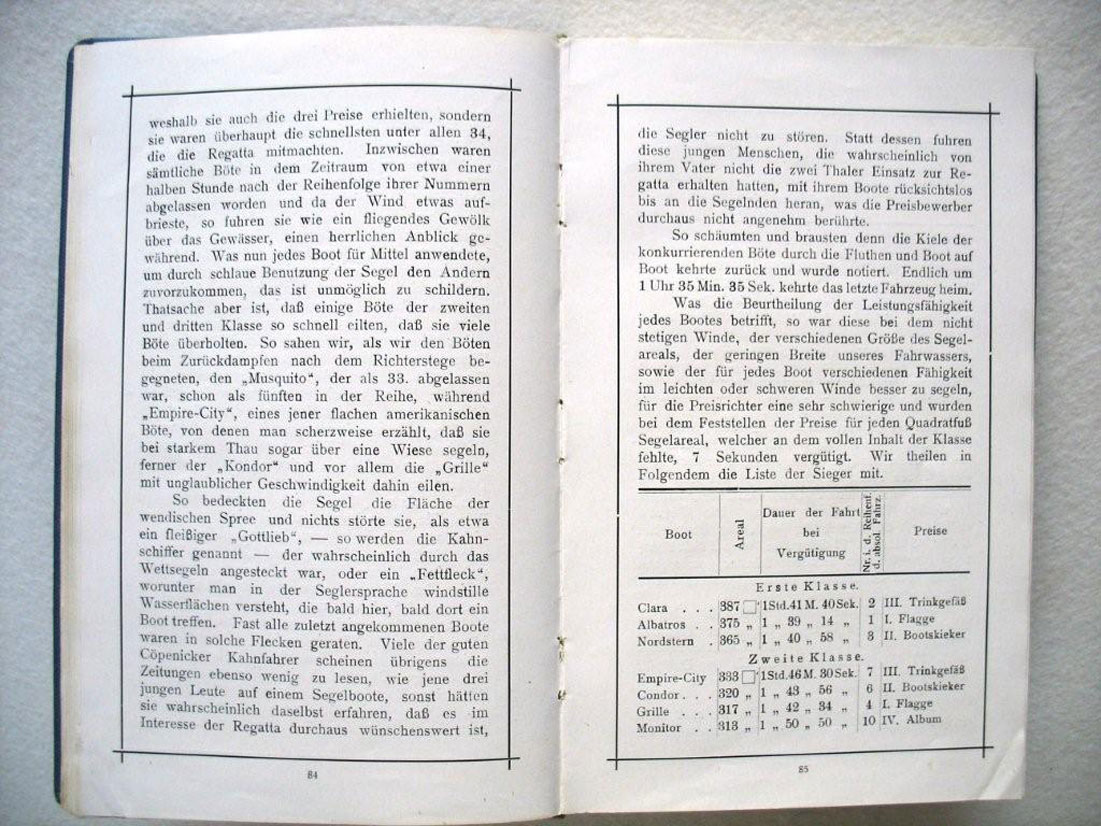 weshalb sie auch die drei Preise erhielten, sondern
sie waren überhaupt die schnellsten unter allen 34,
die die Regatta mitmachten. Inzwischen waren
sämtliche Böte in dem Zeitraum von etwa einer
halben Stunde nach der Reihenfolge ihrer Nummern
abgelassen worden und da der Wind etwas auf-
brieste, so fuhren sie wie ein fliegendes Gewölk
über das Gewässer, einen herrlichen Anblick ge-
während. Was nun jedes Boot für Mittel anwendete,
um durch schlaue Benutzung der Segel den Andern
zuvorzukommen, das ist unmöglich zu schildern.
Thatsache aber ist, daß einige Böte der zweiten
und dritten Klasse so schnell eilten, daß sie viele
Böte überholten. So sahen wir, als wir den Böten
beim Zurückdampfen nach dem Richterstege be-
gegneten, den „Musquito“, der als 33. abgelassen
war, schon als fünften in der Reihe, während
„Empire-City“, eines jener flachen amerikanischen
Böte, von denen man scherzweise erzählt, daß sie
bei starkem Thau sogar über eine Wiese segeln,
ferner der „Kondor“ und vor allem die „Grille“
mit unglaublicher Geschwindigkeit dahin eilen.
So bedeckten die Segel die Fläche der
wendischen Spree und nichts störte sie, als etwa
ein fleißiger „Gottlieb“, — so werden die Kahn-
schiffer genannt — der wahrscheinlich durch das
Wettsegeln angesteckt war, oder ein „Fettfleck“,
worunter man in der Seglersprache windstille
Wasserflächen versteht, die bald hier, bald dort ein
Boot treffen. Fast alle zuletzt angekommenen Boote
waren in solche Flecken geraten. Viele der guten
Cöpenicker Kahnfahrer scheinen übrigens die
Zeitungen ebenso wenig zu lesen, wie jene drei
jungen Leute auf einem Segelboote, sonst hätten
sie wahrscheinlich daselbst erfahren, daß es im
Interesse der Regatta durchaus wünschenswert ist,
84
die Segler nicht zu stören. Statt dessen fuhren
diese jungen Menschen, die wahrscheinlich von
ihrem Vater nicht die zwei Thaler Einsatz zur Re-
gatta erhalten hatten, mit ihrem Boote rücksichtslos
bis an die Segelnden heran, was die Preisbewerber
durchaus nicht angenehm berührte.
So schäumten und brausten denn die Kiele der
konkurrierenden Böte durch die Fluthen und Boot auf
Boot kehrte zurück und wurde notiert. Endlich um
1 Uhr 35 Min. 35 Sek. kehrte das letzte Fahrzeug heim.
Was die Beurtheilung der Leistungsfähigkeit
jedes Bootes betrifft, so war diese bei dem nicht
stetigen Winde, der verschiedenen Größe des Segel-
areals, der geringen Breite unseres Fahrwassers,
sowie der für jedes Boot verschiedenen Fähigkeit
im leichten oder schweren Winde besser zu segeln,
für die Preisrichter eine sehr schwierige und wurden
bei dem Feststellen der Preise für jeden Quadratfuß
Segelareal, welcher an dem vollen Inhalt der Klasse
fehlte, 7 Sekunden vergütigt. Wir theilen in
Folgendem die Liste der Sieger mit.
Boot Areal Dauer der Fahrt bei Vergütigung Nr. i. d. Reihenf. d. absol. Fahrz. Preise
Erste Klasse.
Clara . . . 387 □' 1Std. 41 M. 40 Sek. 2 III. Trinkgefäß
Albatros . . 375 „ 1 „ 39 „ 14 „ 1 I. Flagge
Nordstern . 365 „ 1 „ 40 „ 58 „ 3 II. Bootskieker
Zweite Klasse.
Empire-City 333 □' 1Std. 46 M. 30 Sek. 7 III. Trinkgefäß
Condor . . . 320 „ 1 „ 43 „ 56 „ 6 II. Bootskieker
Grille . . . 317 „ 1 „ 42 „ 34 „ 4 I. Flagge
Monitor . . 313 „ 1 „ 50 „ 50 „ 10 IV. Album
85